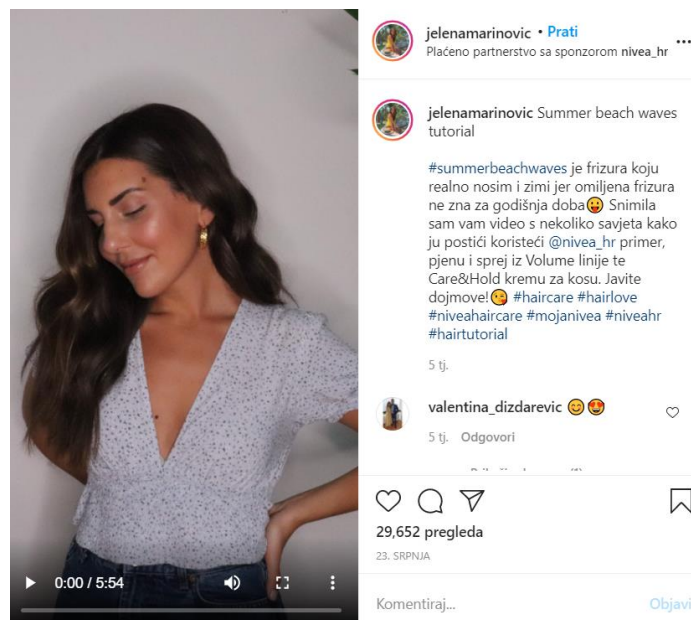 jelenamarinovic • Prati
Plaćeno partnerstvo sa sponzorom nivea_hr
jelenamarinovic Summer beach waves
tutorial
#summerbeachwaves je frizura koju
realno nosim i zimi jer omiljena frizura
ne zna za godišnja doba😛 Snimila
sam vam video s nekoliko savjeta kako
ju postići koristeći @nivea_hr primer,
pjenu i sprej iz Volume linije te
Care&Hold kremu za kosu. Javite
dojmove!😘 #haircare #hairlove
#niveahaircare #mojanivea #niveahr
#hairtutorial
5 tj.
valentina_dizdarevic 😊😍
5 tj. Odgovori
0:00 / 5:54
29,652 pregleda
23. SRPNJA
Komentiraj...
Objavi